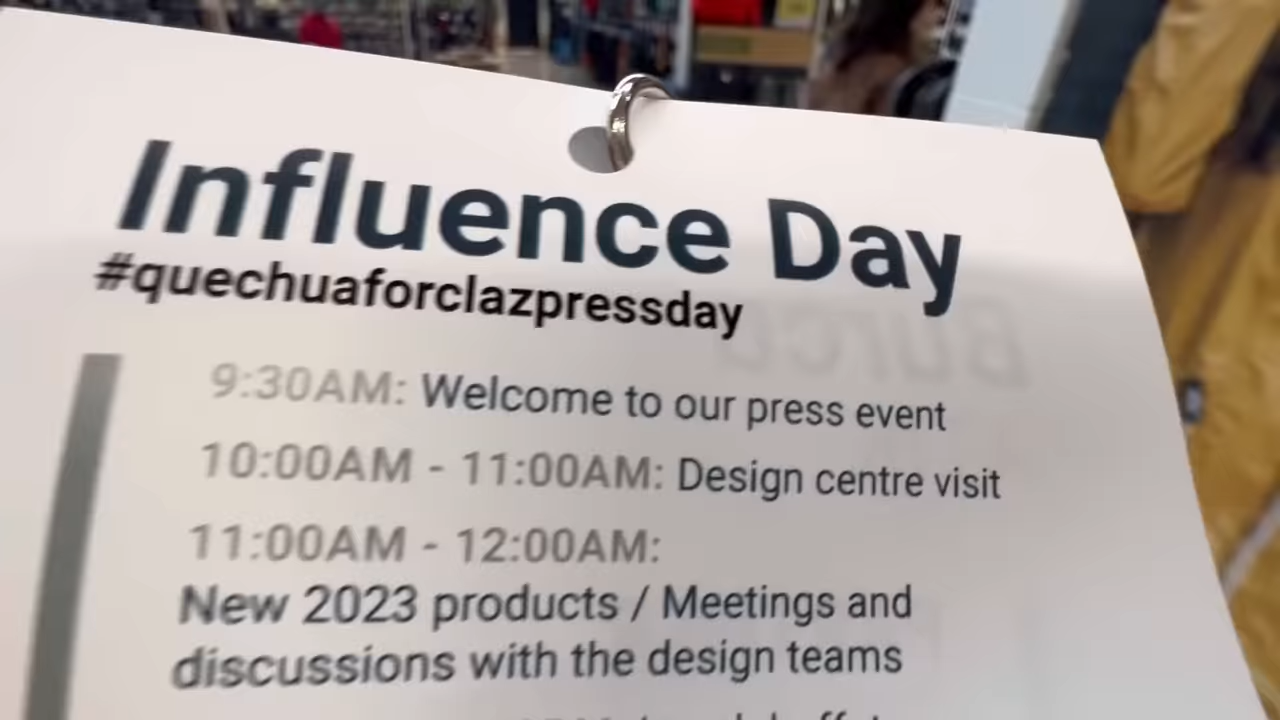 Influence Day
#quechuaforclazpressday
9:30AM: Welcome to our press event
10:00AM - 11:00AM: Design centre visit
11:00AM - 12:00AM:
New 2023 products / Meetings and
discussions with the design teams